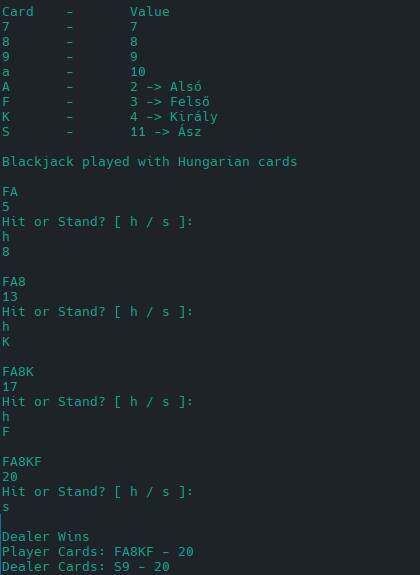 Card    –       Value
7       –       7
8       –       8
9       –       9
a       –       10
A       –       2 -> Alsó
F       –       3 -> Felső
K       –       4 -> Király
S       –       11 -> Ász
Blackjack played with Hungarian cards
FA
5
Hit or Stand? [ h / s ]:
h
8
FA8
13
Hit or Stand? [ h / s ]:
h
K
FA8K
17
Hit or Stand? [ h / s ]:
h
F
FA8KF
20
Hit or Stand? [ h / s ]:
s
Dealer Wins
Player Cards: FA8KF – 20
Dealer Cards: S9 – 20